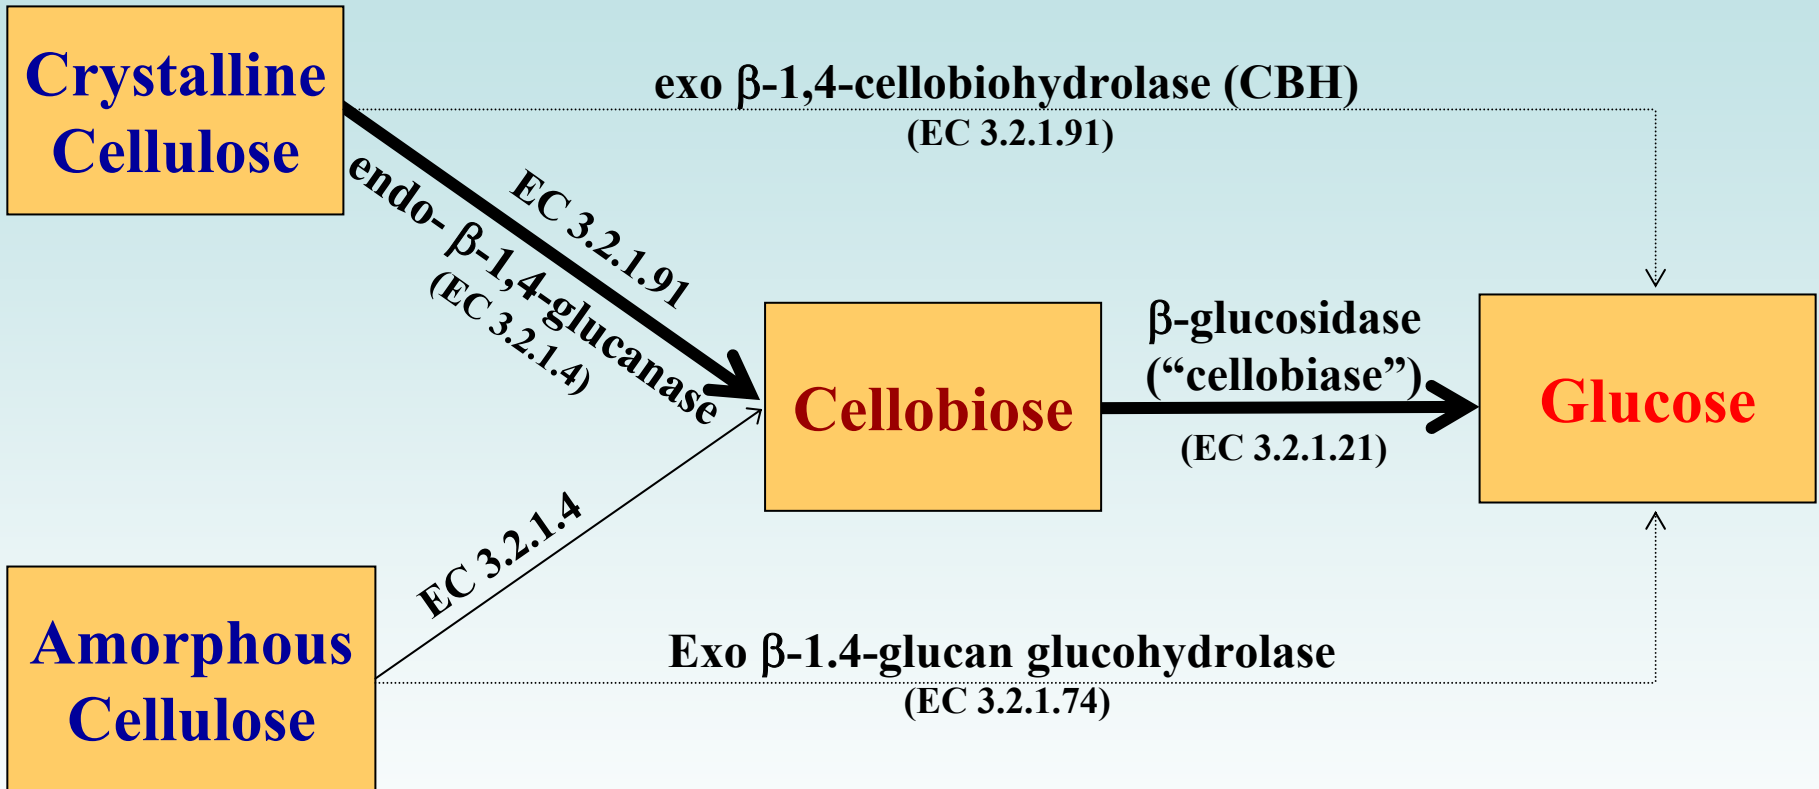 Crystalline
Cellulose
exo β-1,4-cellobiohydrolase (CBH)
(EC 3.2.1.91)
EC 3.2.1.91
endo- β-1,4-glucanase
(EC 3.2.1.4)
Cellobiose
β-glucosidase
(“cellobiase”)
(EC 3.2.1.21)
Glucose
EC 3.2.1.4
Amorphous
Cellulose
Exo β-1.4-glucan glucohydrolase
(EC 3.2.1.74)